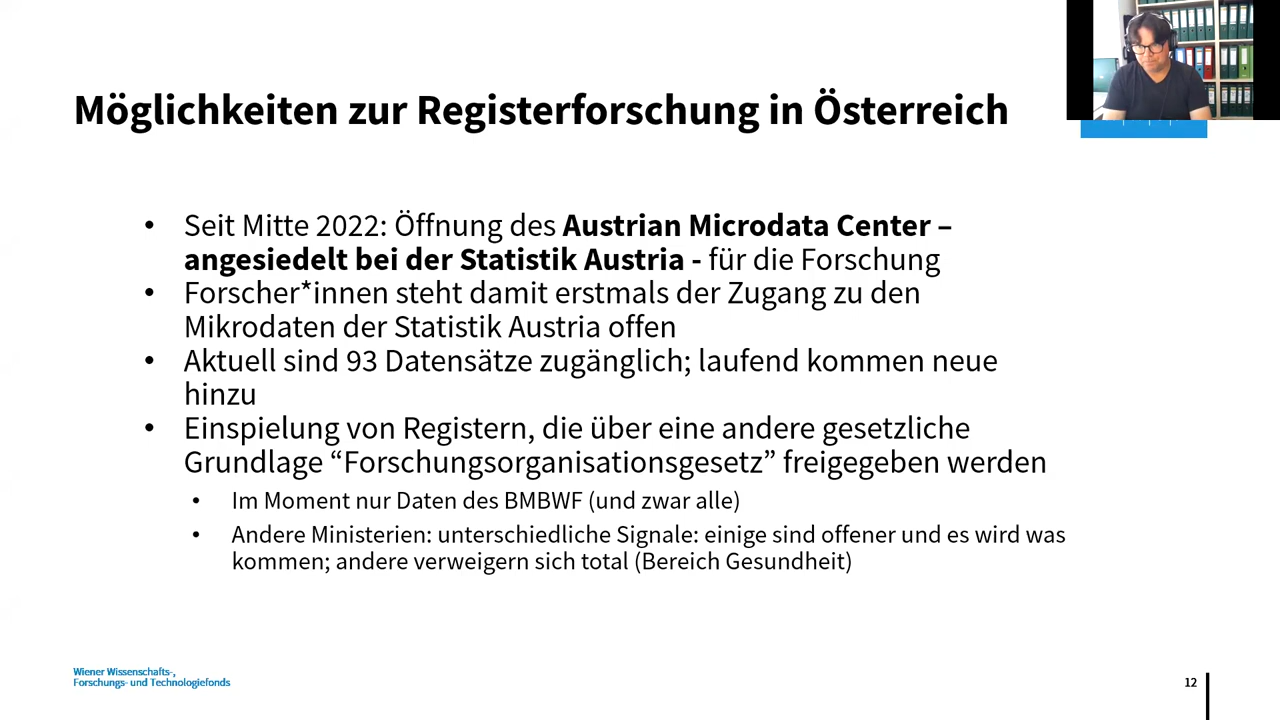 Möglichkeiten zur Registerforschung in Österreich
• Seit Mitte 2022: Öffnung des Austrian Microdata Center –
angesiedelt bei der Statistik Austria - für die Forschung
• Forscher*innen steht damit erstmals der Zugang zu den
Mikrodaten der Statistik Austria offen
• Aktuell sind 93 Datensätze zugänglich; laufend kommen neue
hinzu
• Einspielung von Registern, die über eine andere gesetzliche
Grundlage “Forschungsorganisationsgesetz” freigegeben werden
• Im Moment nur Daten des BMBWF (und zwar alle)
• Andere Ministerien: unterschiedliche Signale: einige sind offener und es wird was
kommen; andere verweigern sich total (Bereich Gesundheit)
Wiener Wissenschafts-,
Forschungs- und Technologiefonds
12